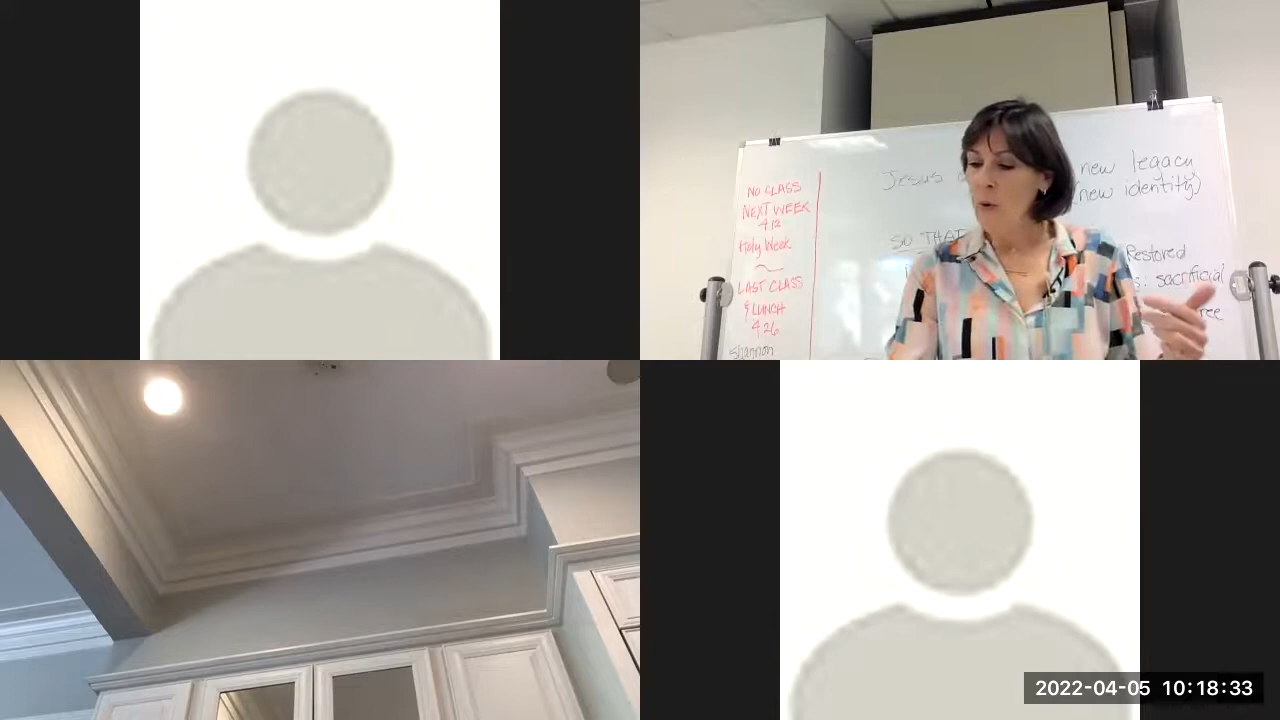 NO CLASS
NEXT WEEK
4/12
Holy Week
LAST CLASS
& LUNCH
4/26
Shannon
Jesus
new legacy
(new identity)
SO THAT
Restored
: sacrificial
2022-04-05 10:18:33